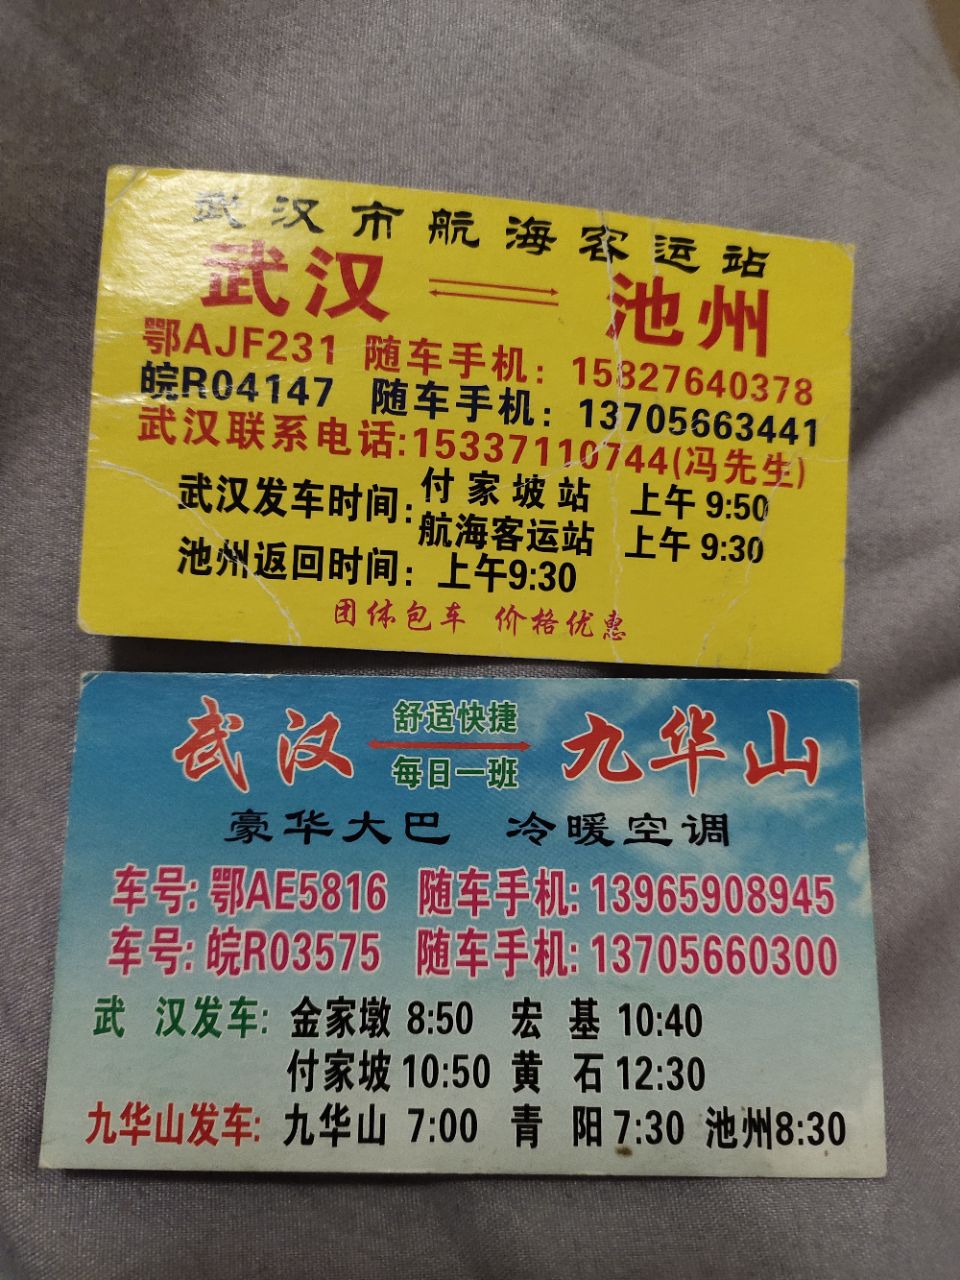 武汉市航海客运站
武汉 池州
鄂AJF231 随车手机：15827640378
皖R04147 随车手机：13705663441
武汉联系电话:15337110744(冯先生)
武汉发车时间: 付家坡站 上午 9:50
航海客运站 上午 9:30
池州返回时间：上午9:30
团体包车 价格优惠
武汉 舒适快捷 九华山
每日一班
豪华大巴 冷暖空调
车号: 鄂AE5816 随车手机: 13965908945
车号: 皖R03575 随车手机: 13705660300
武 汉发车: 金家墩 8:50 宏 基 10:40
付家坡 10:50 黄 石 12:30
九华山发车: 九华山 7:00 青 阳 7:30 池州8:30